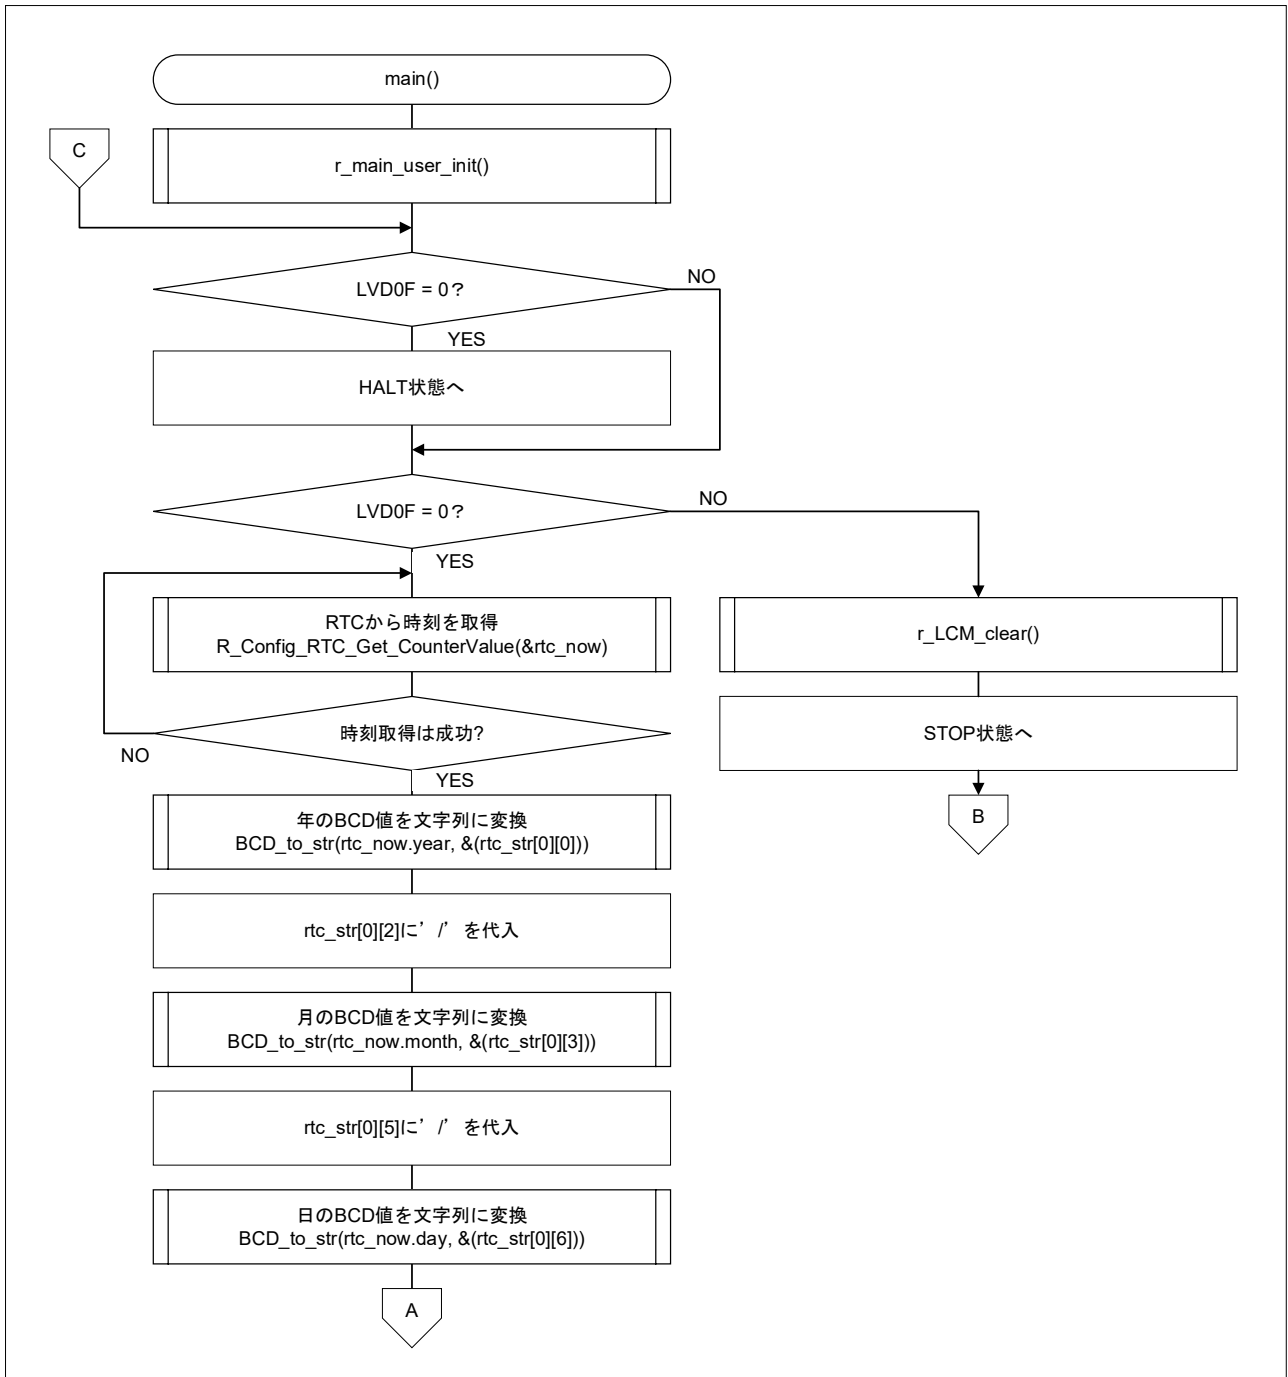 main()
C
r_main_user_init()
LVD0F = 0？
NO
YES
HALT状態へ
LVD0F = 0？
NO
YES
RTCから時刻を取得
R_Config_RTC_Get_CounterValue(&rtc_now)
r_LCM_clear()
時刻取得は成功?
NO
YES
STOP状態へ
B
年のBCD値を文字列に変換
BCD_to_str(rtc_now.year, &(rtc_str[0][0]))
rtc_str[0][2]に’/’を代入
月のBCD値を文字列に変換
BCD_to_str(rtc_now.month, &(rtc_str[0][3]))
rtc_str[0][5]に’/’を代入
日のBCD値を文字列に変換
BCD_to_str(rtc_now.day, &(rtc_str[0][6]))
A